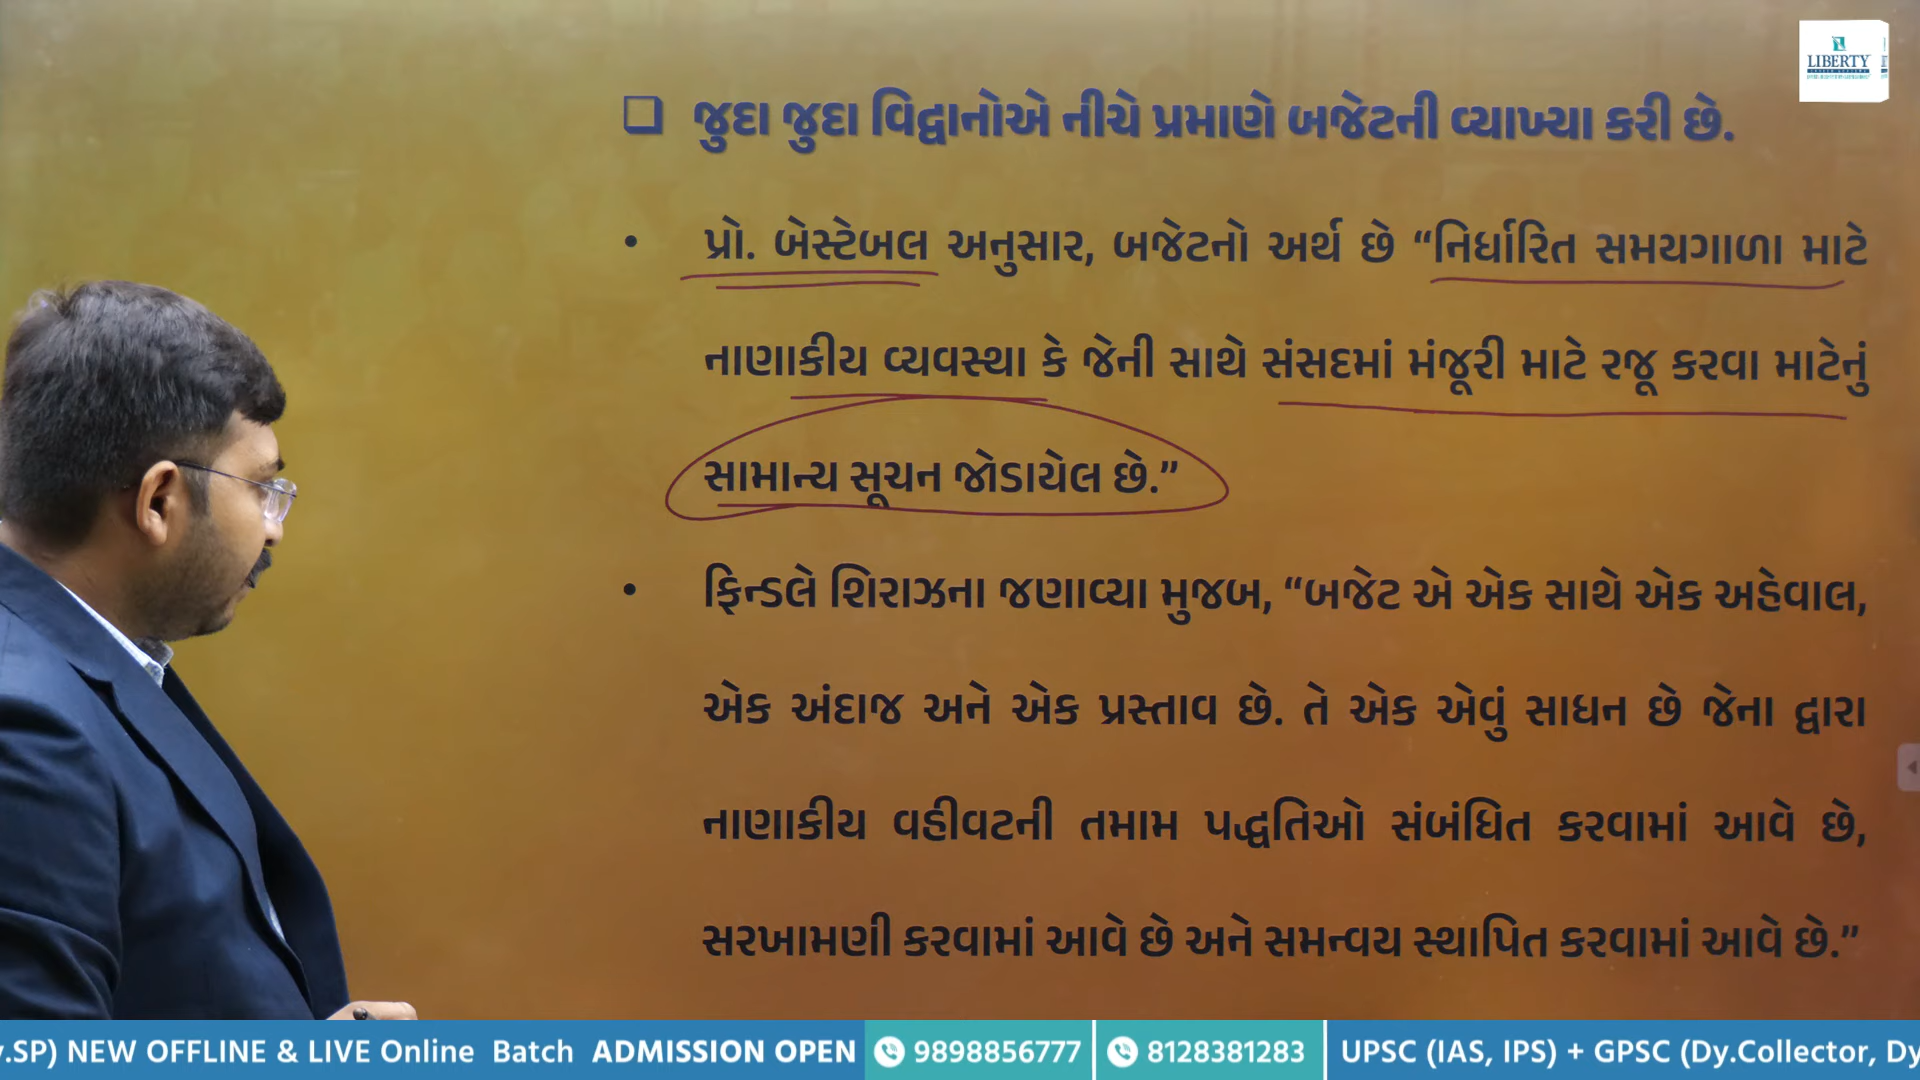 LIBERTY
❑ જુદા જુદા વિદ્વાનોએ નીચે પ્રમાણે બજેટની વ્યાખ્યા કરી છે.
• પ્રો. બેસ્ટેબલ અનુસાર, બજેટનો અર્થ છે “નિર્ધારિત સમયગાળા માટે
નાણાકીય વ્યવસ્થા કે જેની સાથે સંસદમાં મંજૂરી માટે રજૂ કરવા માટેનું
સામાન્ય સૂચન જોડાયેલ છે.”
• ફિન્ડલે શિરાઝના જણાવ્યા મુજબ, “બજેટ એ એક સાથે એક અહેવાલ,
એક અંદાજ અને એક પ્રસ્તાવ છે. તે એક એવું સાધન છે જેના દ્વારા
નાણાકીય વહીવટની તમામ પદ્ધતિઓ સંબંધિત કરવામાં આવે છે,
સરખામણી કરવામાં આવે છે અને સમન્વય સ્થાપિત કરવામાં આવે છે.”
y.SP) NEW OFFLINE & LIVE Online Batch ADMISSION OPEN 9898856777 8128381283 UPSC (IAS, IPS) + GPSC (Dy.Collector, Dy